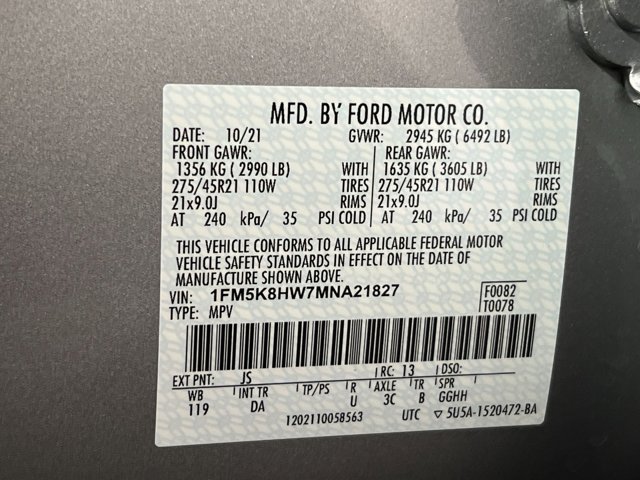 MFD. BY FORD MOTOR CO.
DATE: 10/21 GVWR: 2945 KG ( 6492 LB)
FRONT GAWR: REAR GAWR:
1356 KG ( 2990 LB) WITH 1635 KG ( 3605 LB) WITH
275/45R21 110W TIRES 275/45R21 110W TIRES
21x9.0J RIMS 21x9.0J RIMS
AT 240 kPa/ 35 PSI COLD AT 240 kPa/ 35 PSI COLD
THIS VEHICLE CONFORMS TO ALL APPLICABLE FEDERAL MOTOR
VEHICLE SAFETY STANDARDS IN EFFECT ON THE DATE OF
MANUFACTURE SHOWN ABOVE.
VIN: 1FM5K8HW7MNA21827 F0082
TYPE: MPV T0078
EXT PNT: JS RC: 13 DSO:
WB INT TR TP/PS R AXLE TR SPR
119 DA U 3C B GGHH
1202110058563 UTC ▽ 5U5A-1520472-BA